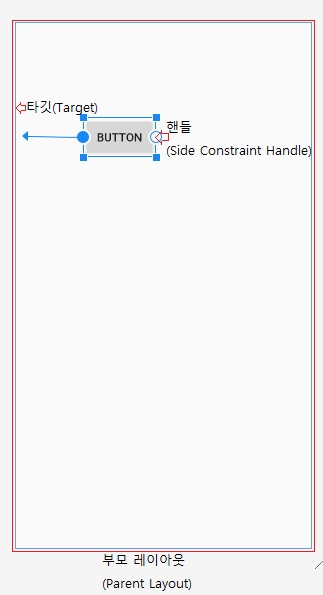 타깃(Target)
핸들
BUTTON
(Side Constraint Handle)
부모 레이아웃
(Parent Layout)